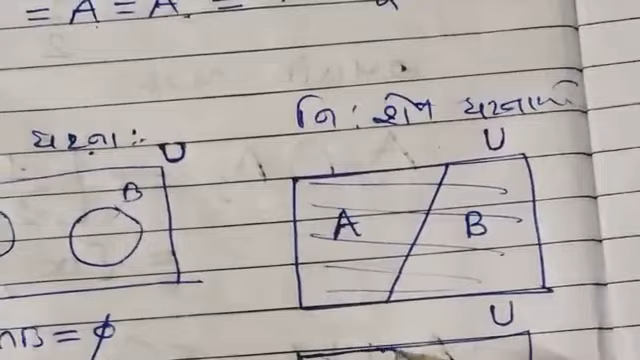 = A = A =
નિ:શેષ ઘટનાઓ
ઘટના:
U
U
B
A
B
U
∩B = ϕ